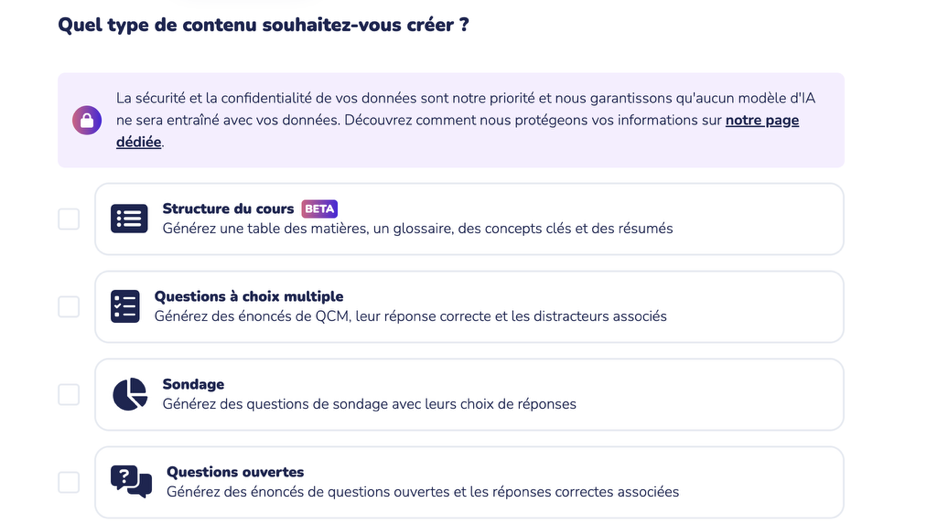 Quel type de contenu souhaitez-vous créer ?
La sécurité et la confidentialité de vos données sont notre priorité et nous garantissons qu'aucun modèle d'IA
ne sera entraîné avec vos données. Découvrez comment nous protégeons vos informations sur notre page
dédiée.
Structure du cours BETA
Générez une table des matières, un glossaire, des concepts clés et des résumés
Questions à choix multiple
Générez des énoncés de QCM, leur réponse correcte et les distracteurs associés
Sondage
Générez des questions de sondage avec leurs choix de réponses
Questions ouvertes
Générez des énoncés de questions ouvertes et les réponses correctes associées